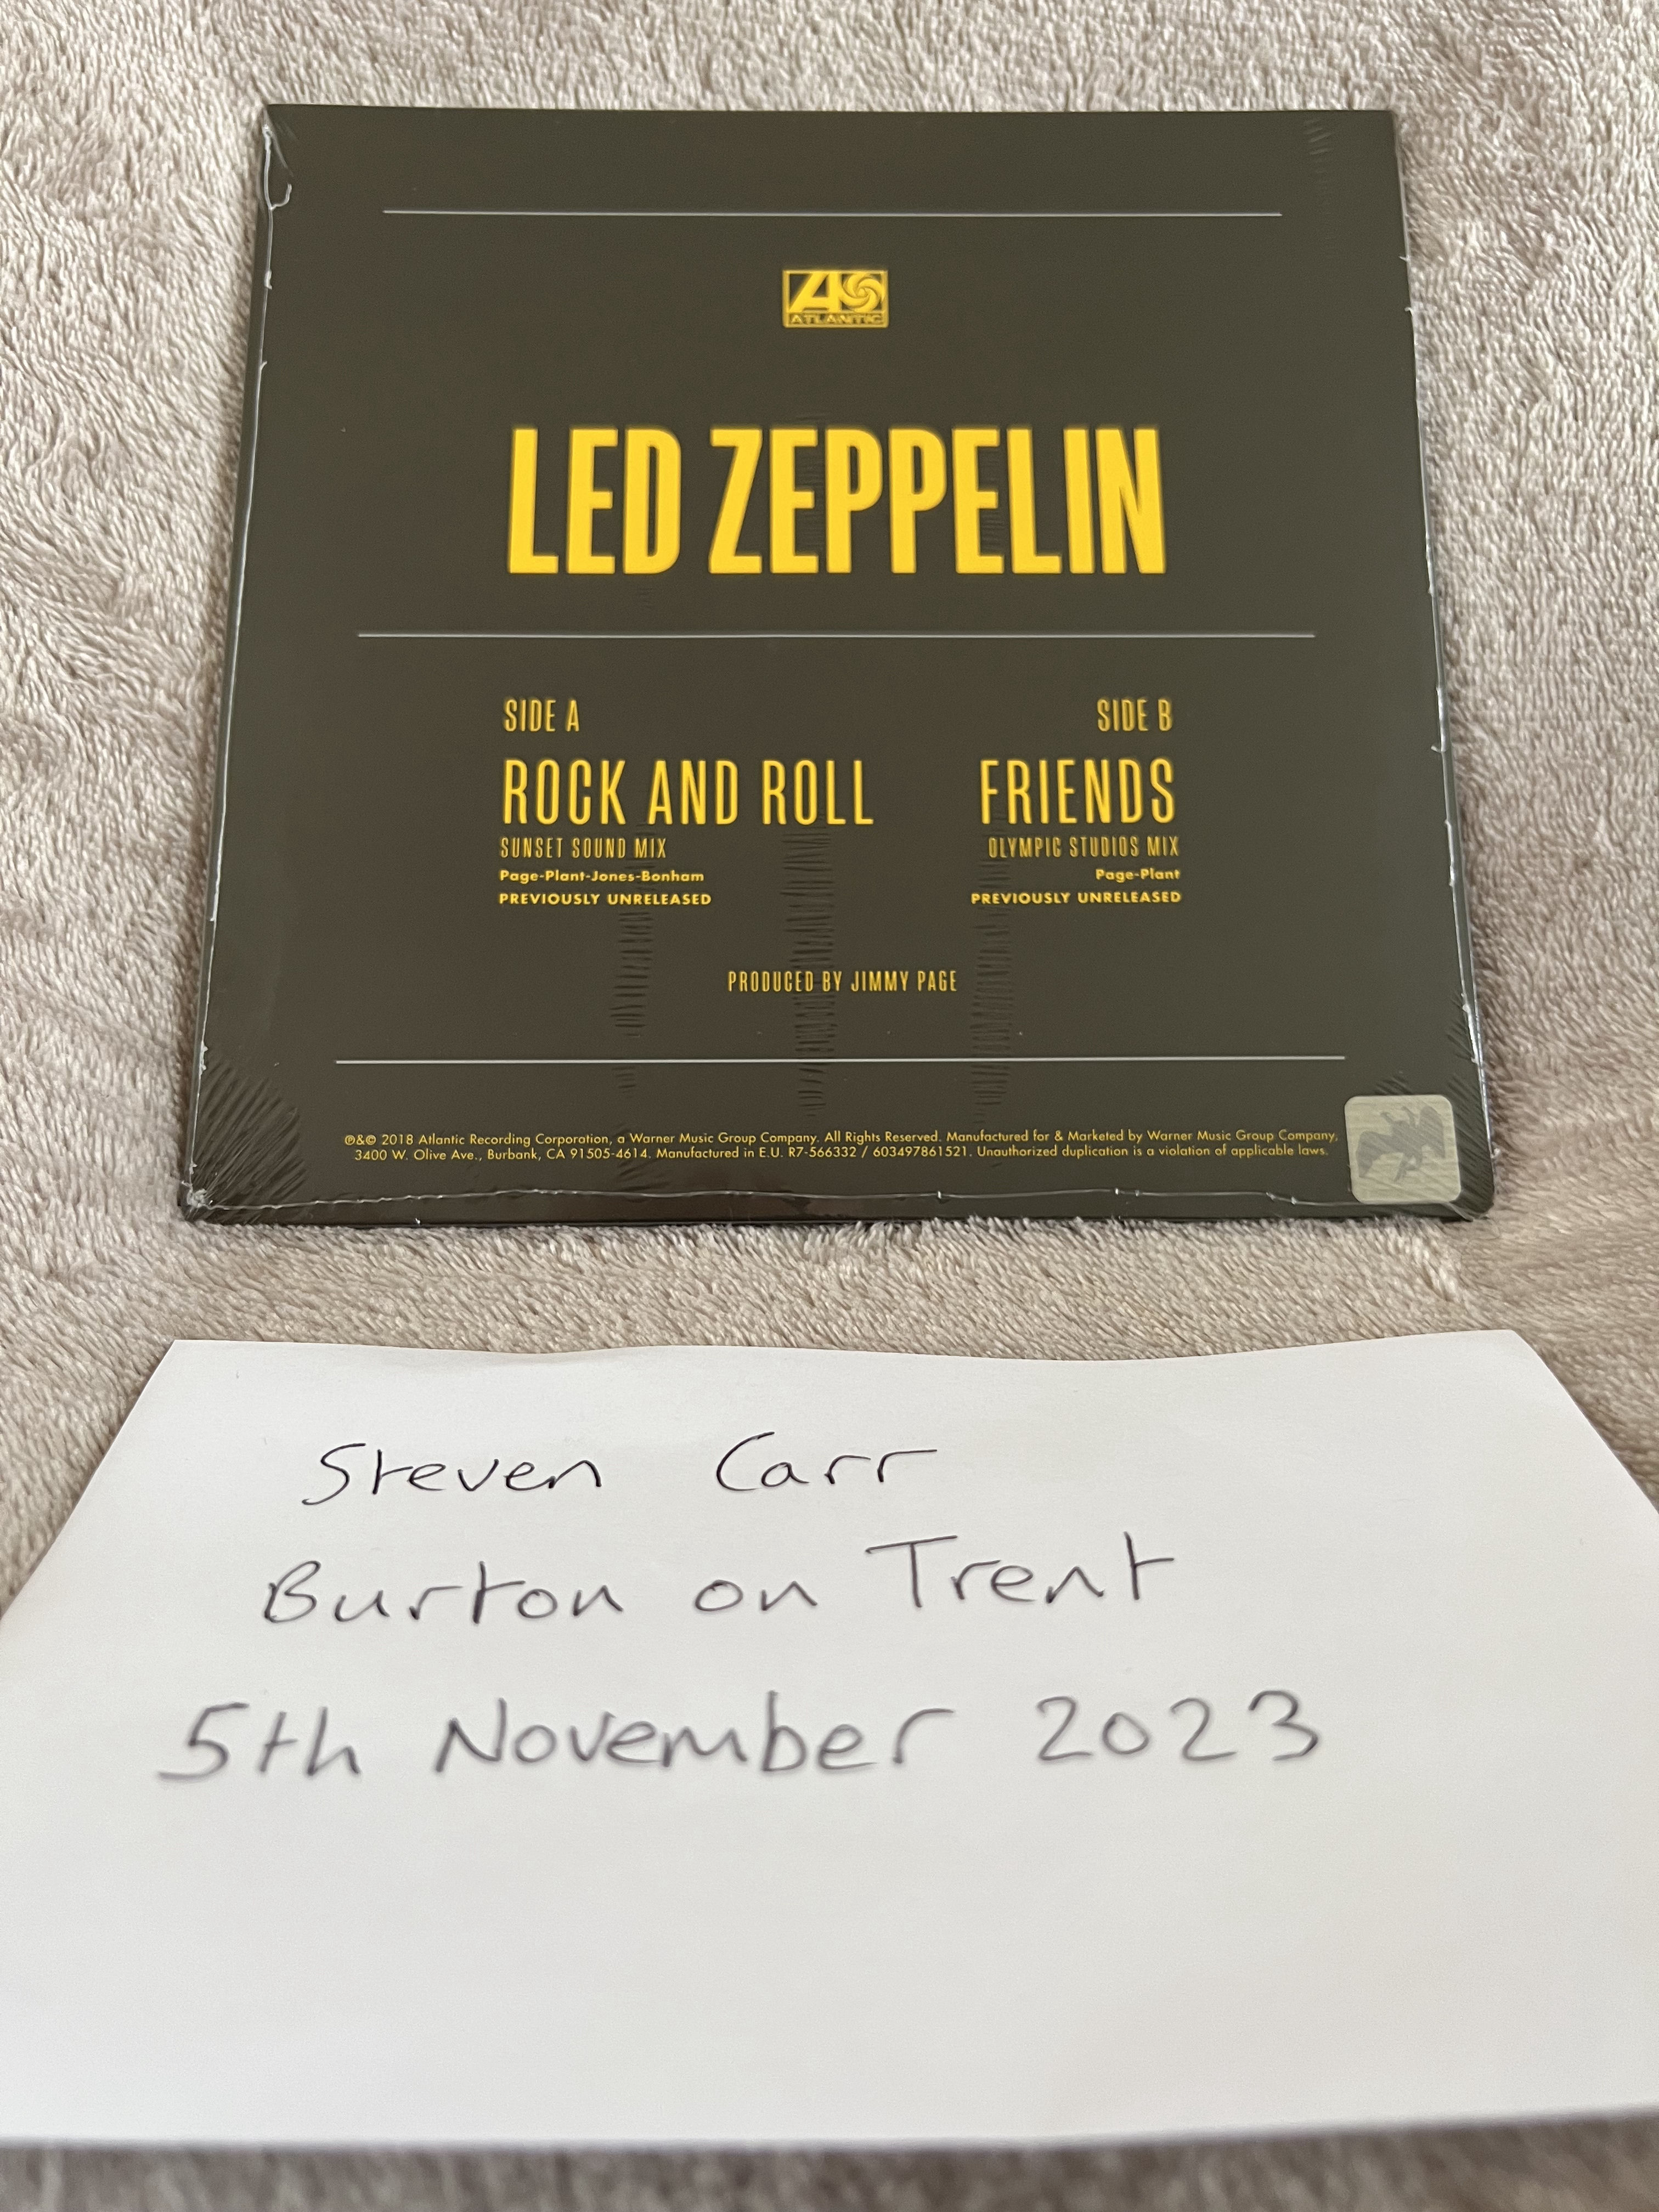 ATLANTIC
LED ZEPPELIN
SIDE A
ROCK AND ROLL
SUNSET SOUND MIX
Page-Plant-Jones-Bonham
PREVIOUSLY UNRELEASED
SIDE B
FRIENDS
OLYMPIC STUDIOS MIX
Page-Plant
PREVIOUSLY UNRELEASED
PRODUCED BY JIMMY PAGE
℗&© 2018 Atlantic Recording Corporation, a Warner Music Group Company. All Rights Reserved. Manufactured for & Marketed by Warner Music Group Company,
3400 W. Olive Ave., Burbank, CA 91505-4614. Manufactured in E.U. R7-566332 / 603497861521. Unauthorized duplication is a violation of applicable laws.
Steven Carr
Burton on Trent
5th November 2023